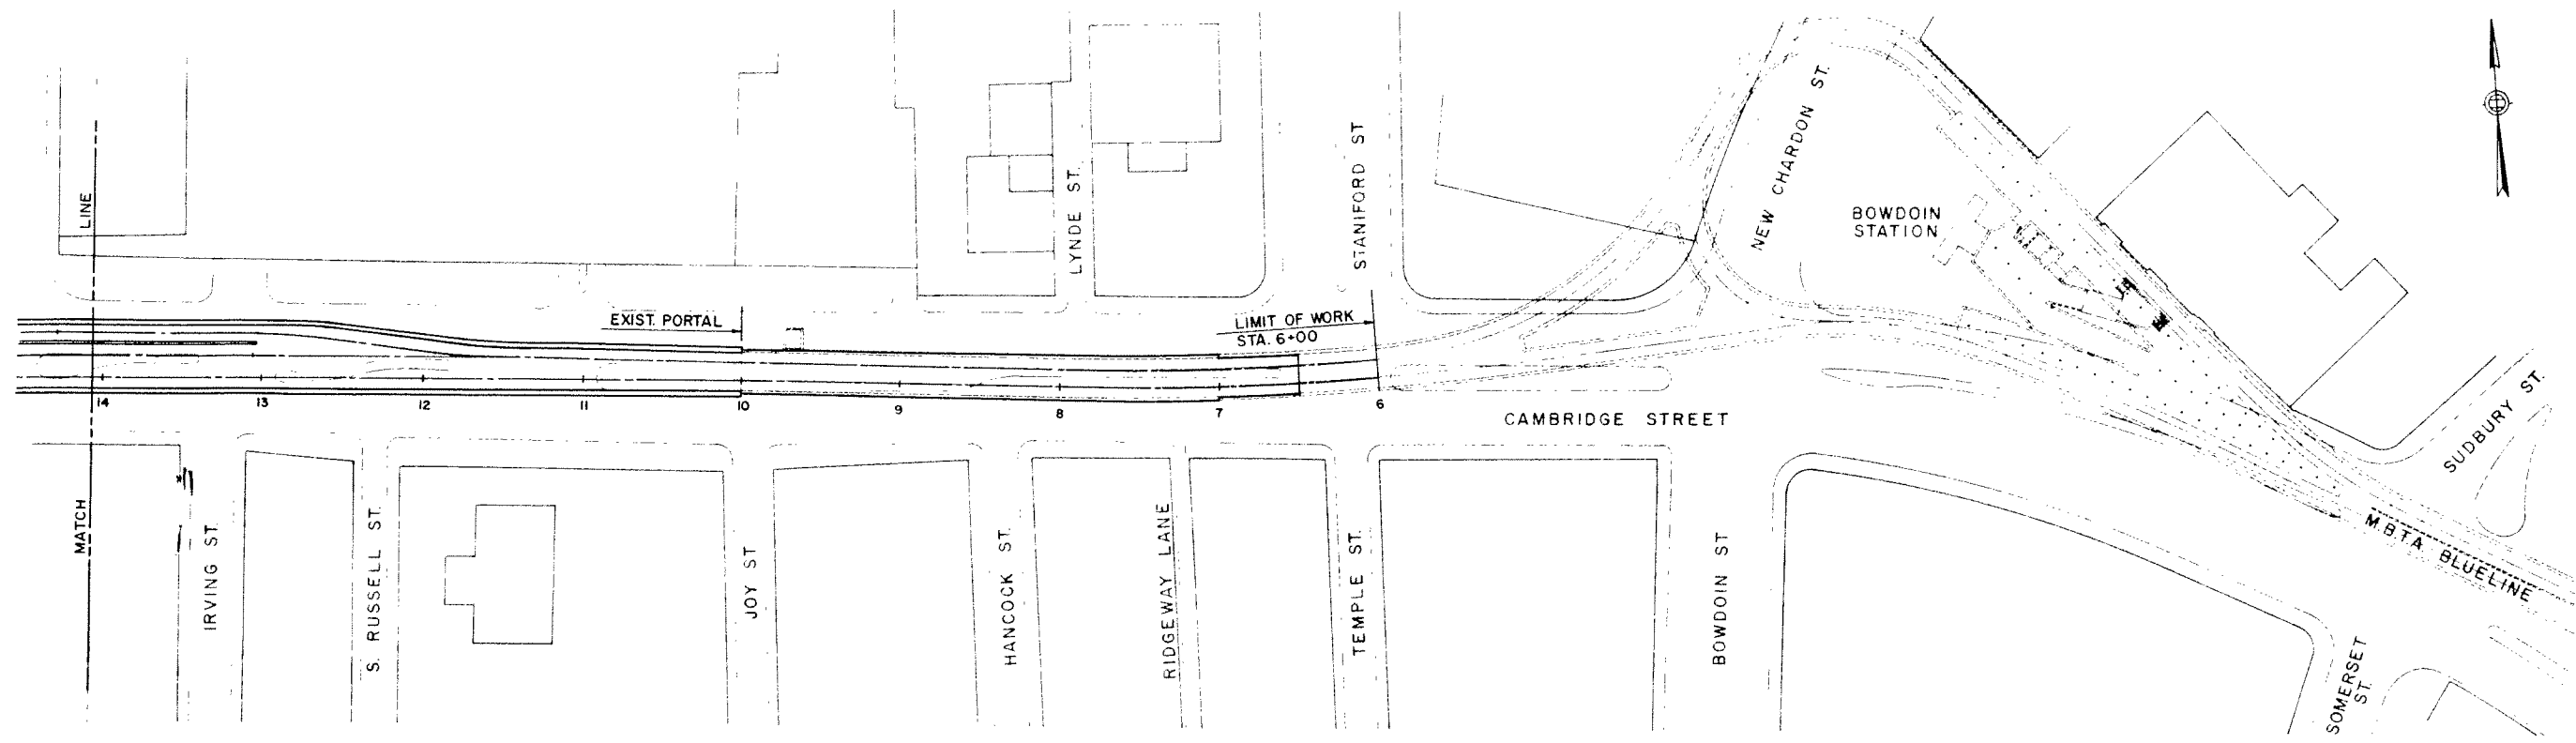 LINE
MATCH
EXIST. PORTAL
LYNDE ST.
LIMIT OF WORK
STA. 6+00
STANIFORD ST
NEW CHARDON ST.
BOWDOIN
STATION
14
13
12
11
10
9
8
7
6
CAMBRIDGE STREET
SUDBURY ST.
M.B.T.A. BLUELINE
IRVING ST.
S. RUSSELL ST.
JOY ST
HANCOCK ST.
RIDGEWAY LANE
TEMPLE ST.
BOWDOIN ST
SOMERSET
ST.